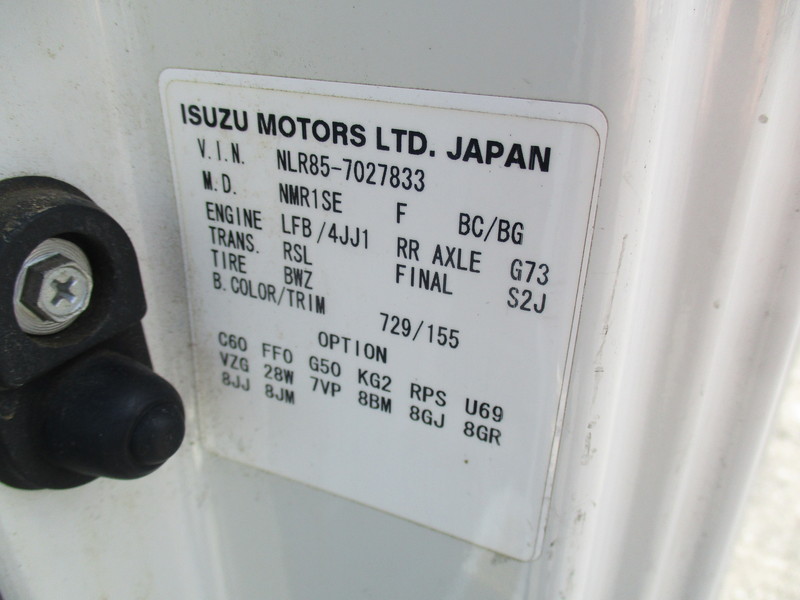 ISUZU MOTORS LTD. JAPAN
V.I.N. NLR85-7027833
M.D. NMR1SE F BC/BG
ENGINE LFB/4JJ1 RR AXLE G73
TRANS. RSL FINAL S2J
TIRE BWZ
B.COLOR/TRIM 729/155
OPTION
C60 FF0 G50 KG2 RPS U69
VZG 28W 7VP 8BM 8GJ 8GR
8JJ 8JM